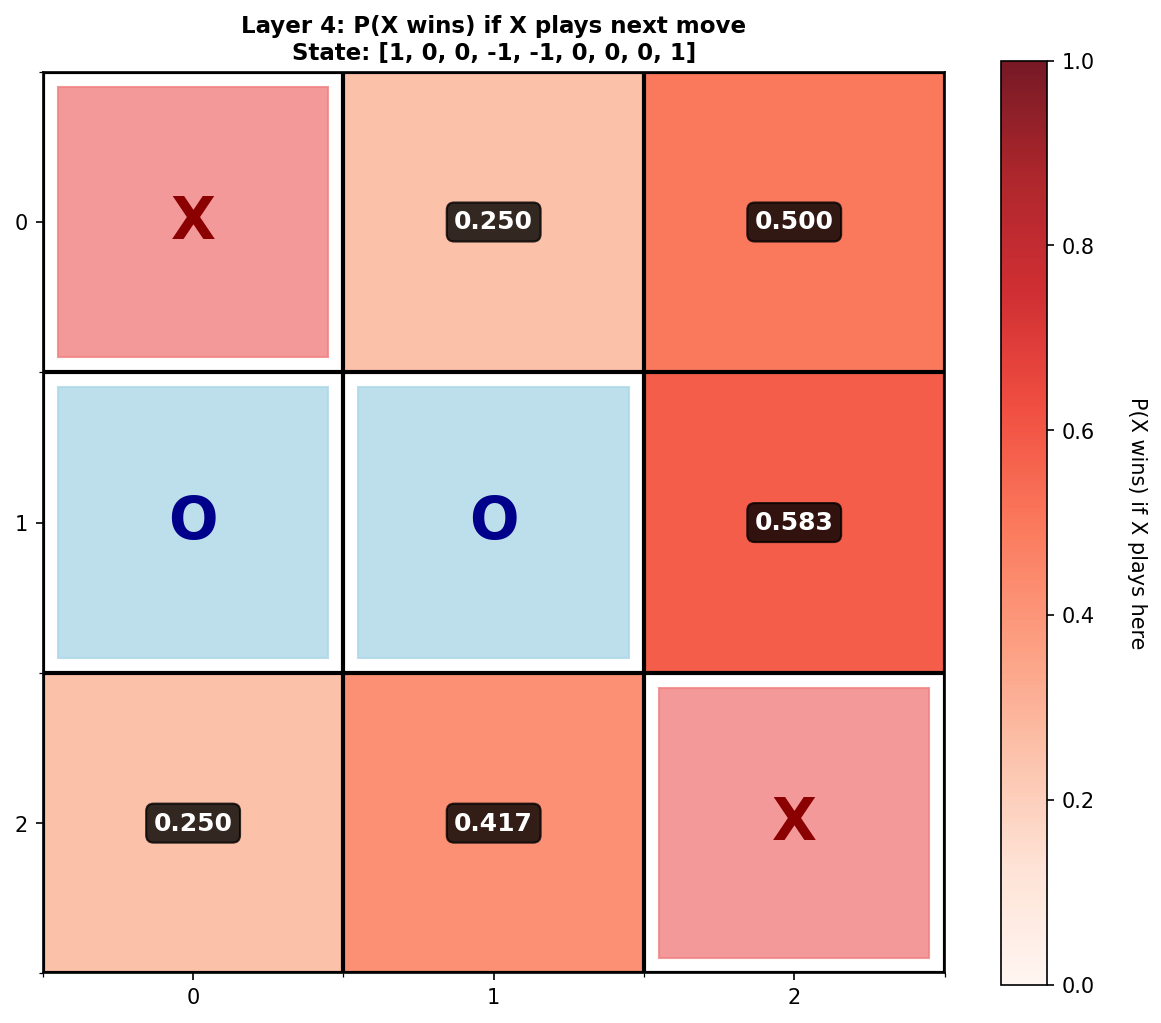 Layer 4: P(X wins) if X plays next move
State: [1, 0, 0, -1, -1, 0, 0, 0, 1]
0
X
0.250
0.500
1
O
O
0.583
2
0.250
0.417
X
0
1
2
1.0
0.8
0.6
0.4
0.2
0.0
P(X wins) if X plays here